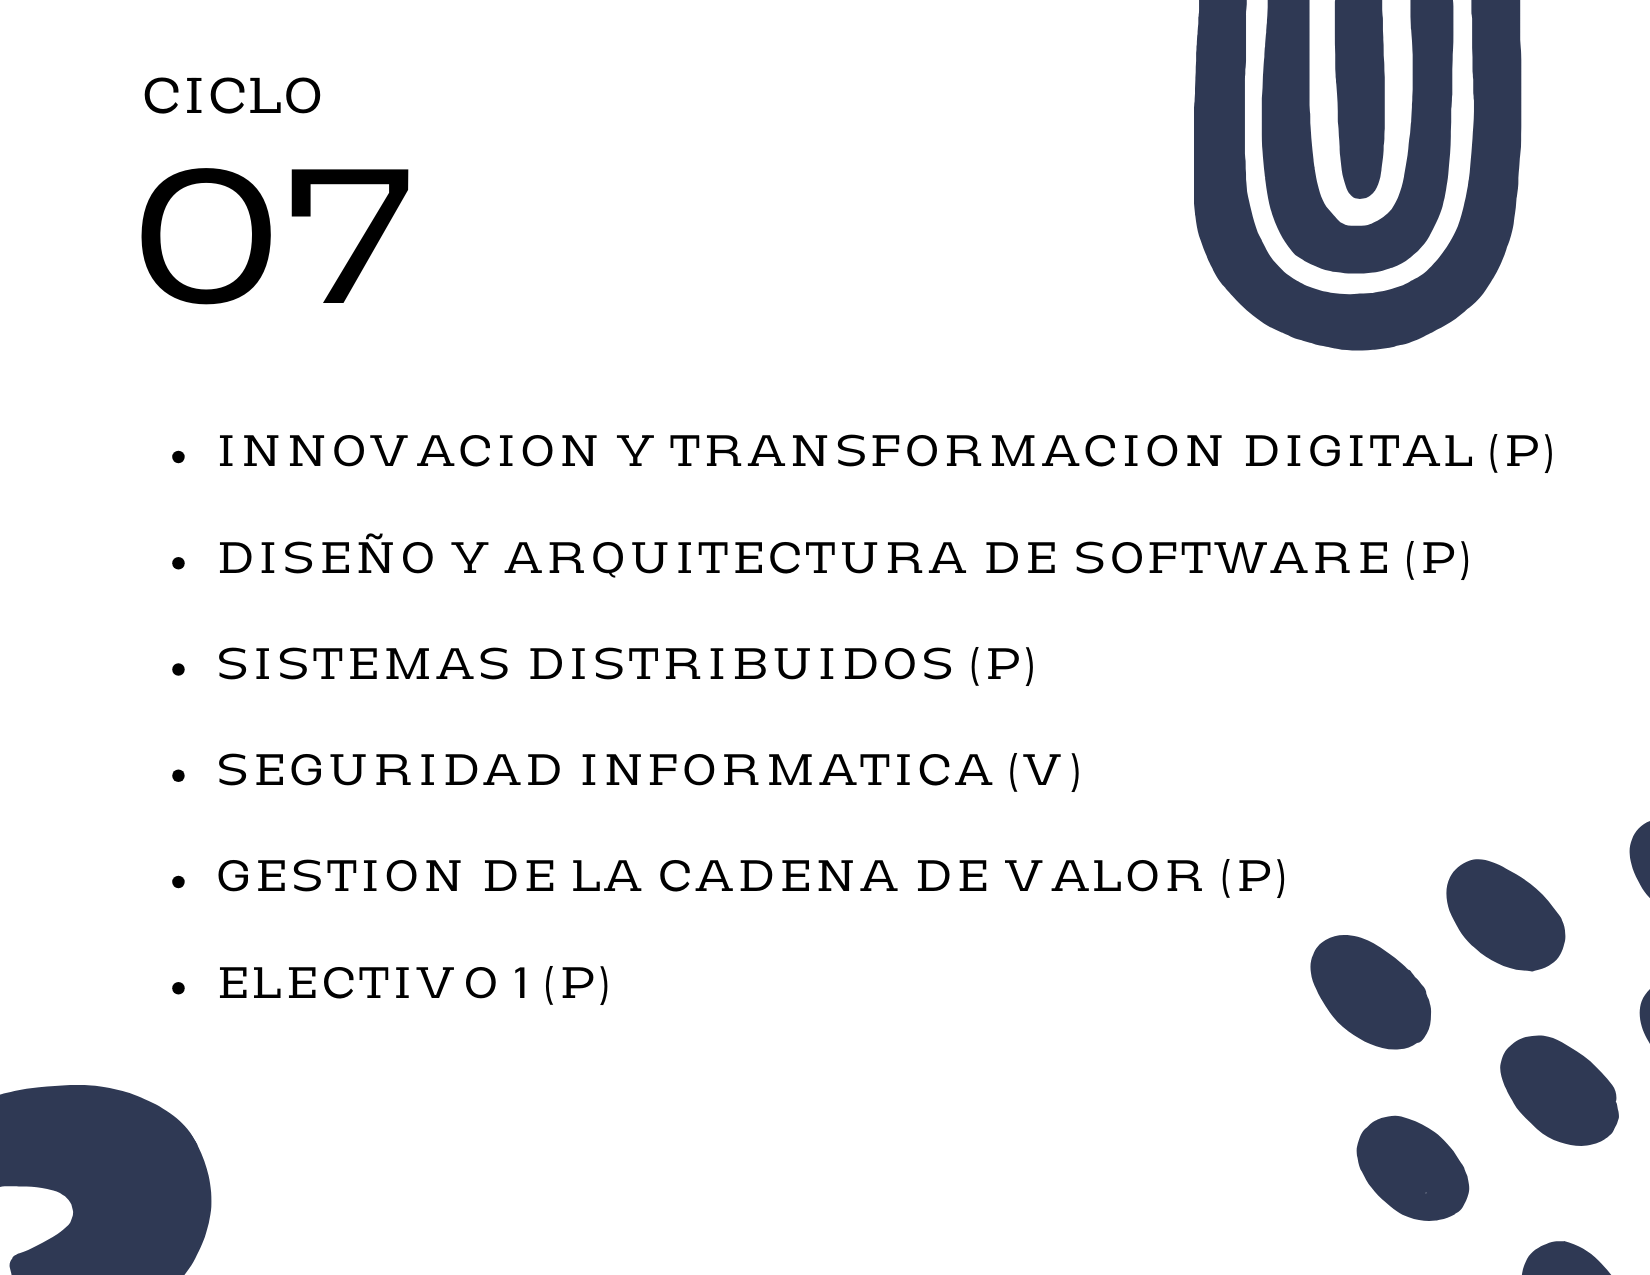 CICLO
07
• INNOVACION Y TRANSFORMACION DIGITAL (P)
• DISEÑO Y ARQUITECTURA DE SOFTWARE (P)
• SISTEMAS DISTRIBUIDOS (P)
• SEGURIDAD INFORMATICA (V)
• GESTION DE LA CADENA DE VALOR (P)
• ELECTIVO 1 (P)